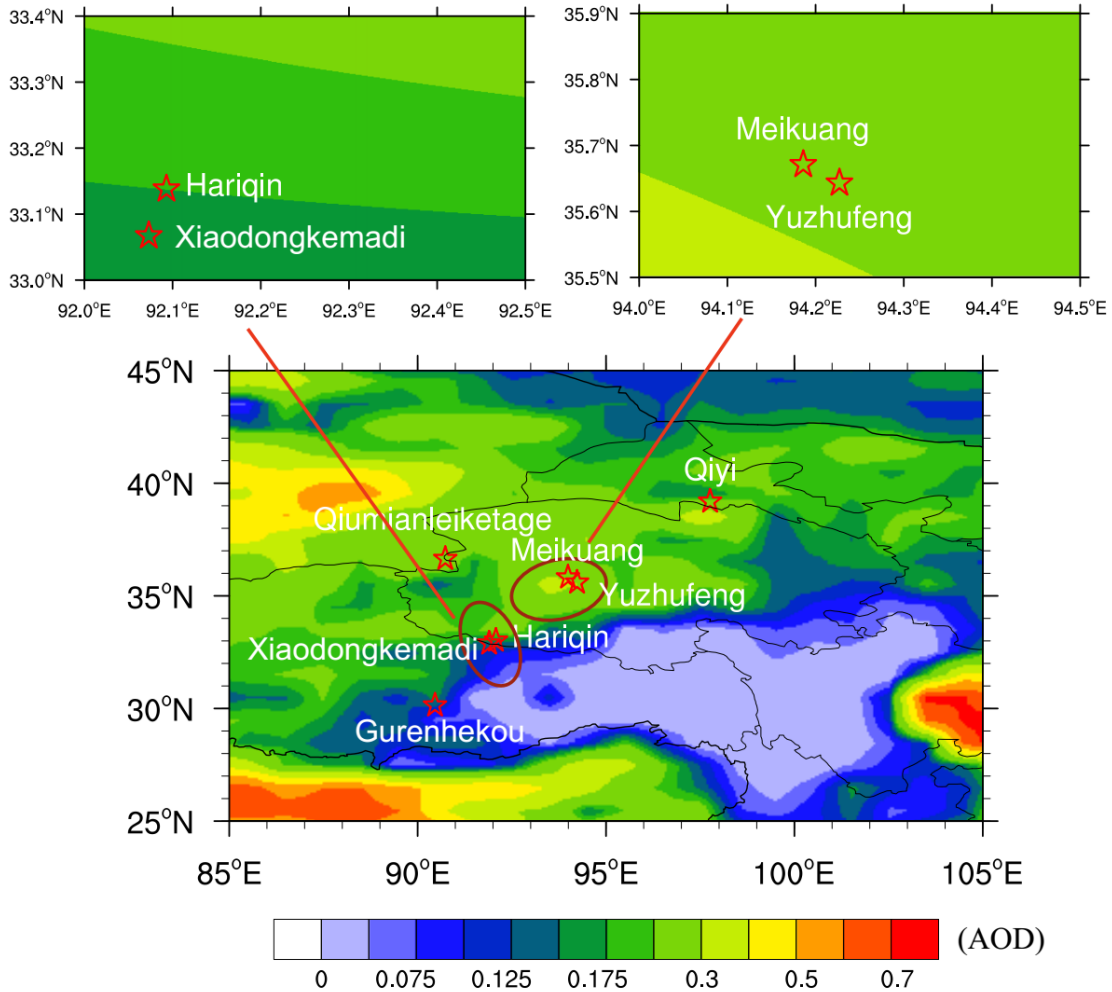 33.4°N
33.3°N
33.2°N
33.1°N
33.0°N
Hariqin
Xiaodongkemadi
92.0°E 92.1°E 92.2°E 92.3°E 92.4°E 92.5°E
35.9°N
35.8°N
35.7°N
35.6°N
35.5°N
Meikuang
Yuzhufeng
94.0°E 94.1°E 94.2°E 94.3°E 94.4°E 94.5°E
45°N
40°N
35°N
30°N
25°N
Qiyi
Qiumianleiketage
Meikuang
Yuzhufeng
Hariqin
Xiaodongkemadi
Gurenhekou
85°E 90°E 95°E 100°E 105°E
(AOD)
0 0.075 0.125 0.175 0.3 0.5 0.7